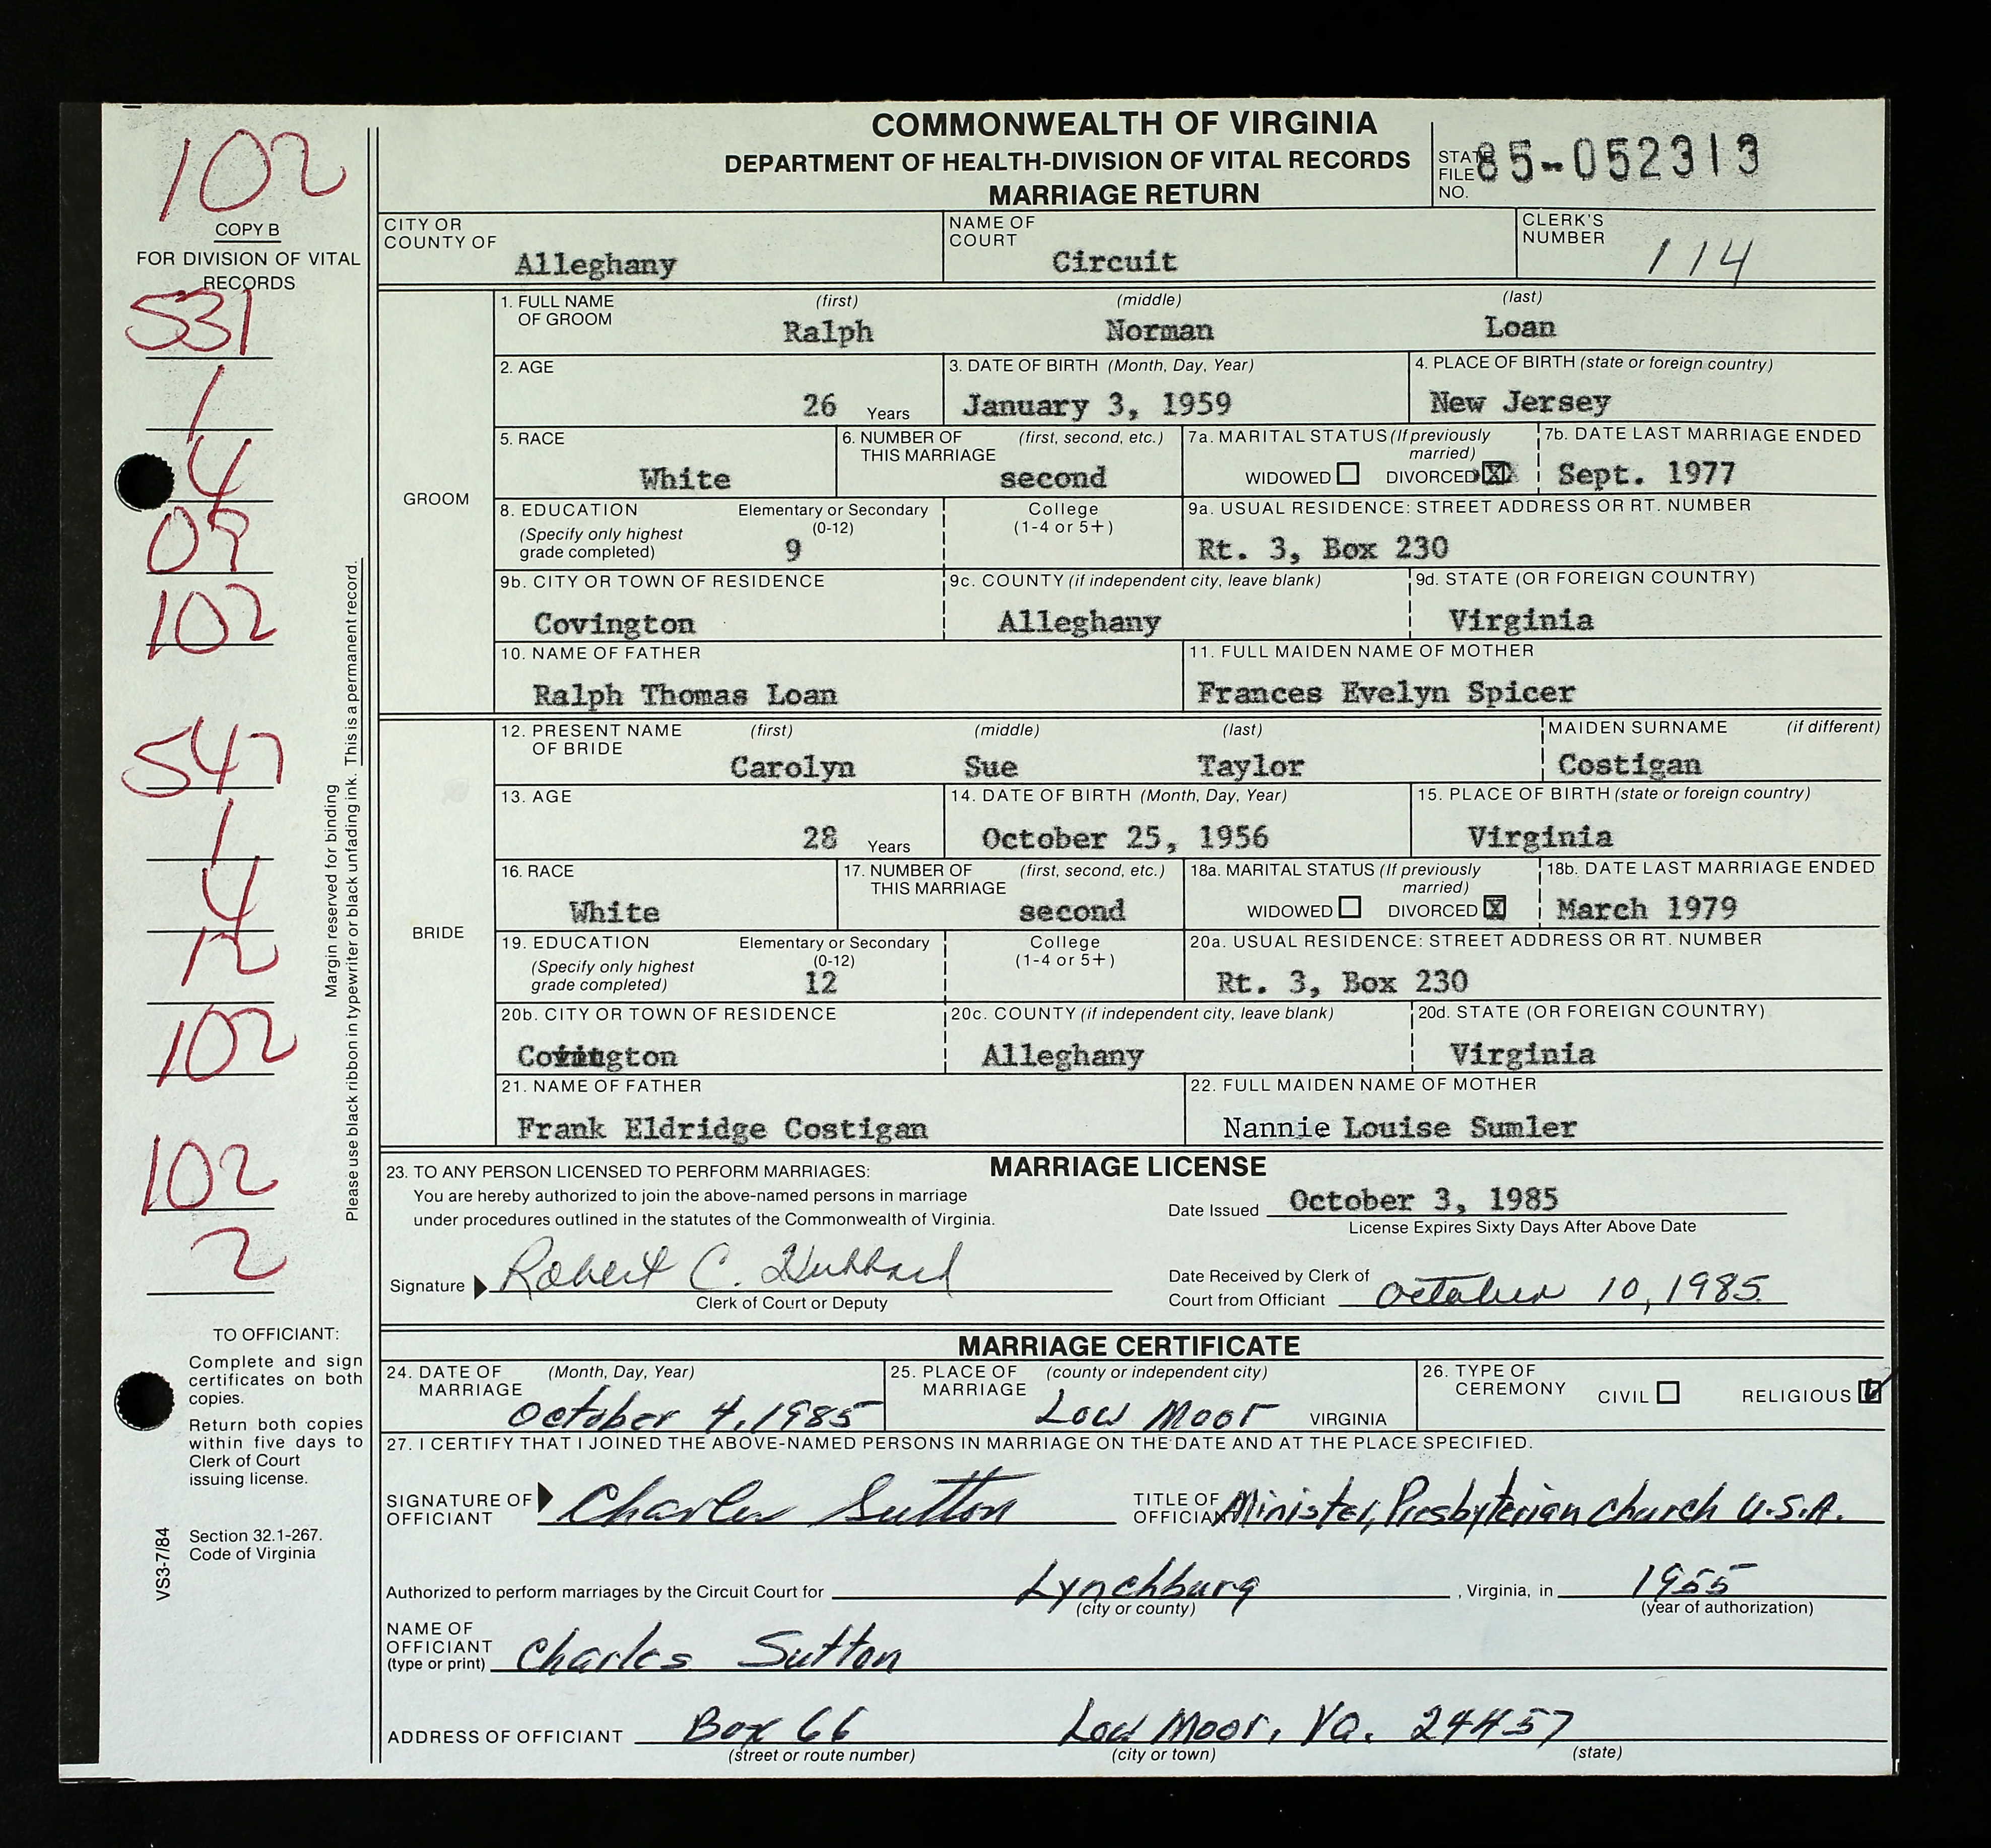 COMMONWEALTH OF VIRGINIA
DEPARTMENT OF HEALTH-DIVISION OF VITAL RECORDS
MARRIAGE RETURN
STATE FILE NO. 85-052313
102
COPY B
FOR DIVISION OF VITAL RECORDS
531
1
4
09
102
547
1
4
12
102
102
2
Margin reserved for binding
Please use black ribbon in typewriter or black unfading ink. This is a permanent record.
TO OFFICIANT:
Complete and sign
certificates on both
copies.
Return both copies
within five days to
Clerk of Court
issuing license.
Section 32.1-267.
Code of Virginia
VS3-7/84
CITY OR COUNTY OF Alleghany
NAME OF COURT Circuit
CLERK'S NUMBER 114
GROOM
1. FULL NAME OF GROOM (first) Ralph (middle) Norman (last) Loan
2. AGE 26 Years
3. DATE OF BIRTH (Month, Day, Year) January 3, 1959
4. PLACE OF BIRTH (state or foreign country) New Jersey
5. RACE White
6. NUMBER OF THIS MARRIAGE (first, second, etc.) second
7a. MARITAL STATUS (If previously married) WIDOWED DIVORCED X
7b. DATE LAST MARRIAGE ENDED Sept. 1977
8. EDUCATION (Specify only highest grade completed) Elementary or Secondary (0-12) 9 College (1-4 or 5+)
9a. USUAL RESIDENCE: STREET ADDRESS OR RT. NUMBER Rt. 3, Box 230
9b. CITY OR TOWN OF RESIDENCE Covington
9c. COUNTY (if independent city, leave blank) Alleghany
9d. STATE (OR FOREIGN COUNTRY) Virginia
10. NAME OF FATHER Ralph Thomas Loan
11. FULL MAIDEN NAME OF MOTHER Frances Evelyn Spicer
BRIDE
12. PRESENT NAME OF BRIDE (first) Carolyn (middle) Sue (last) Taylor
MAIDEN SURNAME (if different) Costigan
13. AGE 28 Years
14. DATE OF BIRTH (Month, Day, Year) October 25, 1956
15. PLACE OF BIRTH (state or foreign country) Virginia
16. RACE White
17. NUMBER OF THIS MARRIAGE (first, second, etc.) second
18a. MARITAL STATUS (If previously married) WIDOWED DIVORCED X
18b. DATE LAST MARRIAGE ENDED March 1979
19. EDUCATION (Specify only highest grade completed) Elementary or Secondary (0-12) 12 College (1-4 or 5+)
20a. USUAL RESIDENCE: STREET ADDRESS OR RT. NUMBER Rt. 3, Box 230
20b. CITY OR TOWN OF RESIDENCE Covington
20c. COUNTY (if independent city, leave blank) Alleghany
20d. STATE (OR FOREIGN COUNTRY) Virginia
21. NAME OF FATHER Frank Eldridge Costigan
22. FULL MAIDEN NAME OF MOTHER Nannie Louise Sumler
MARRIAGE LICENSE
23. TO ANY PERSON LICENSED TO PERFORM MARRIAGES:
You are hereby authorized to join the above-named persons in marriage
under procedures outlined in the statutes of the Commonwealth of Virginia.
Date Issued October 3, 1985
License Expires Sixty Days After Above Date
Signature Robert C. Hubbard
Clerk of Court or Deputy
Date Received by Clerk of Court from Officiant October 10, 1985
MARRIAGE CERTIFICATE
24. DATE OF MARRIAGE (Month, Day, Year) October 4, 1985
25. PLACE OF MARRIAGE (county or independent city) Low Moor VIRGINIA
26. TYPE OF CEREMONY CIVIL RELIGIOUS
27. I CERTIFY THAT I JOINED THE ABOVE-NAMED PERSONS IN MARRIAGE ON THE DATE AND AT THE PLACE SPECIFIED.
SIGNATURE OF OFFICIANT Charles Sutton
TITLE OF OFFICIANT Minister, Presbyterian Church U.S.A.
Authorized to perform marriages by the Circuit Court for Lynchburg, Virginia, in 1955
(city or county) (year of authorization)
NAME OF OFFICIANT (type or print) Charles Sutton
ADDRESS OF OFFICIANT Box 66 Low Moor, Va. 24457
(street or route number) (city or town) (state)